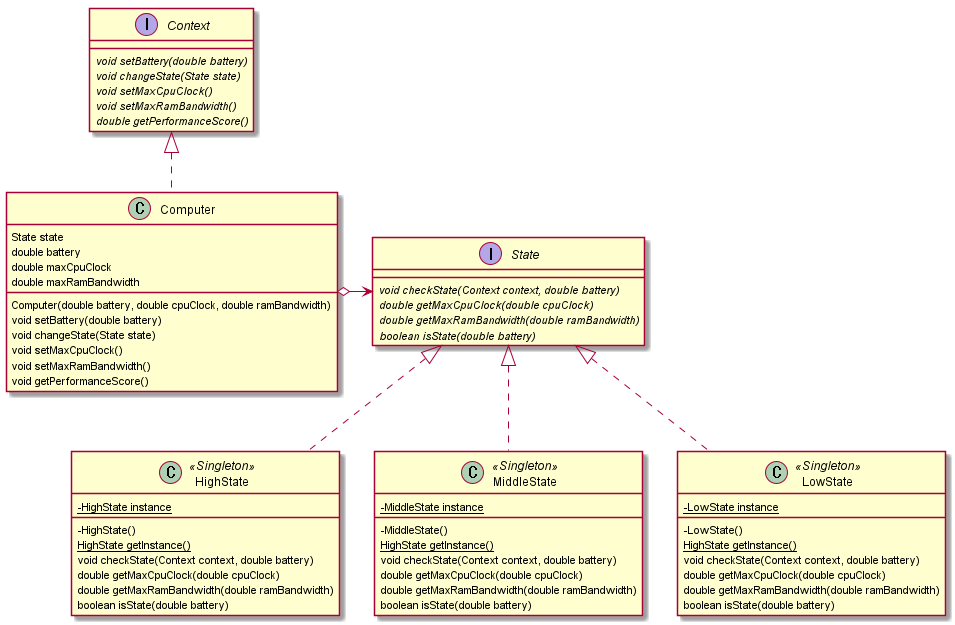 I Context
void setBattery(double battery)
void changeState(State state)
void setMaxCpuClock()
void setMaxRamBandwidth()
double getPerformanceScore()
C Computer
State state
double battery
double maxCpuClock
double maxRamBandwidth
Computer(double battery, double cpuClock, double ramBandwidth)
void setBattery(double battery)
void changeState(State state)
void setMaxCpuClock()
void setMaxRamBandwidth()
void getPerformanceScore()
I State
void checkState(Context context, double battery)
double getMaxCpuClock(double cpuClock)
double getMaxRamBandwidth(double ramBandwidth)
boolean isState(double battery)
C «Singleton»
HighState
-HighState instance
-HighState()
HighState getInstance()
void checkState(Context context, double battery)
double getMaxCpuClock(double cpuClock)
double getMaxRamBandwidth(double ramBandwidth)
boolean isState(double battery)
C «Singleton»
MiddleState
-MiddleState instance
-MiddleState()
HighState getInstance()
void checkState(Context context, double battery)
double getMaxCpuClock(double cpuClock)
double getMaxRamBandwidth(double ramBandwidth)
boolean isState(double battery)
C «Singleton»
LowState
-LowState instance
-LowState()
HighState getInstance()
void checkState(Context context, double battery)
double getMaxCpuClock(double cpuClock)
double getMaxRamBandwidth(double ramBandwidth)
boolean isState(double battery)